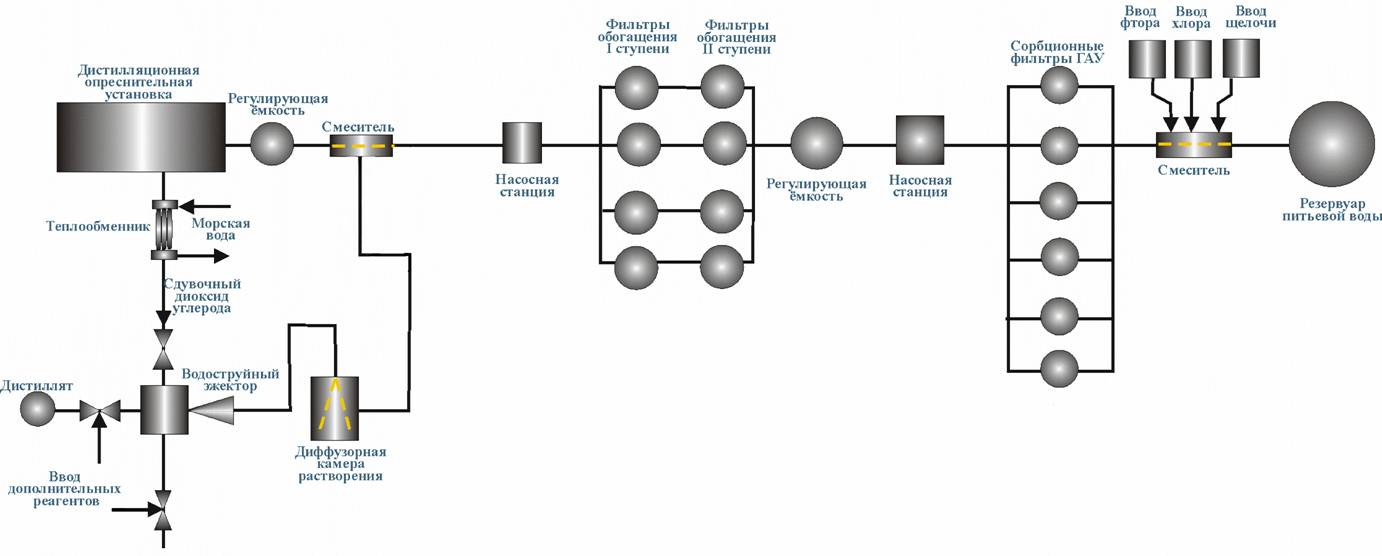 Дистилляционная
опреснительная
установка
Регулирующая
ёмкость
Смеситель
Насосная
станция
Фильтры
обогащения
I ступени
Фильтры
обогащения
II ступени
Регулирующая
ёмкость
Насосная
станция
Сорбционные
фильтры ГАУ
Ввод
фтора
Ввод
хлора
Ввод
щелочи
Смеситель
Резервуар
питьевой воды
Теплообменник
Морская
вода
Сдувочный
диоксид
углерода
Дистиллят
Водоструйный
эжектор
Диффузорная
камера
растворения
Ввод
дополнительных
реагентов